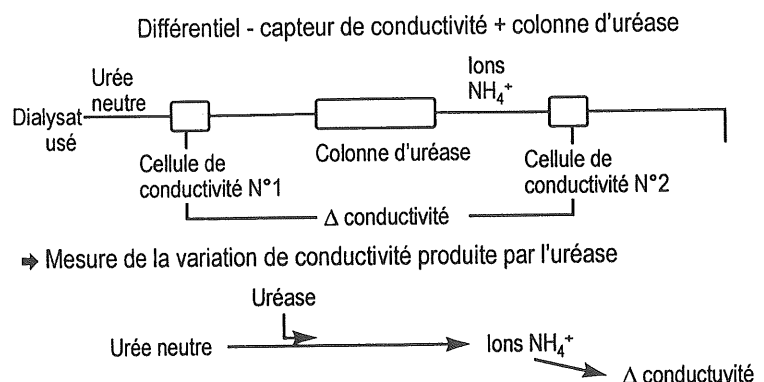 Différentiel - capteur de conductivité + colonne d'uréase
Urée
neutre
Ions
NH₄⁺
Dialysat
usé
Cellule de
conductivité N°1
Colonne d'uréase
Cellule de
conductivité N°2
Δ conductivité
➡ Mesure de la variation de conductivité produite par l'uréase
Uréase
Urée neutre
Ions NH₄⁺
Δ conductuvité